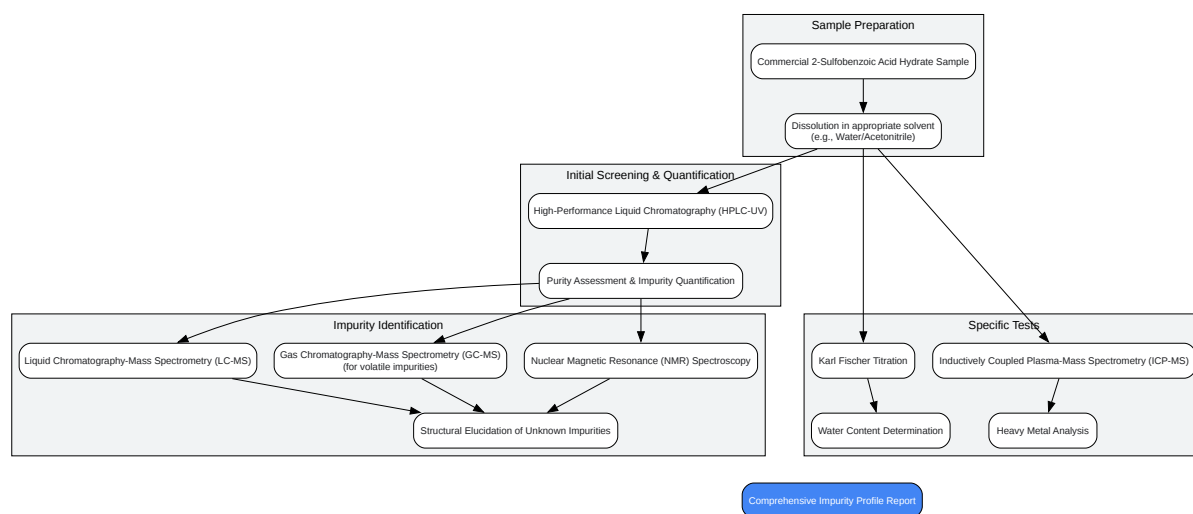 Sample Preparation
Commercial 2-Sulfobenzoic Acid Hydrate Sample
Dissolution in appropriate solvent
(e.g., Water/Acetonitrile)
Initial Screening & Quantification
High-Performance Liquid Chromatography (HPLC-UV)
Purity Assessment & Impurity Quantification
Impurity Identification
Liquid Chromatography-Mass Spectrometry (LC-MS)
Gas Chromatography-Mass Spectrometry (GC-MS)
(for volatile impurities)
Nuclear Magnetic Resonance (NMR) Spectroscopy
Structural Elucidation of Unknown Impurities
Specific Tests
Karl Fischer Titration
Inductively Coupled Plasma-Mass Spectrometry (ICP-MS)
Water Content Determination
Heavy Metal Analysis
Comprehensive Impurity Profile Report